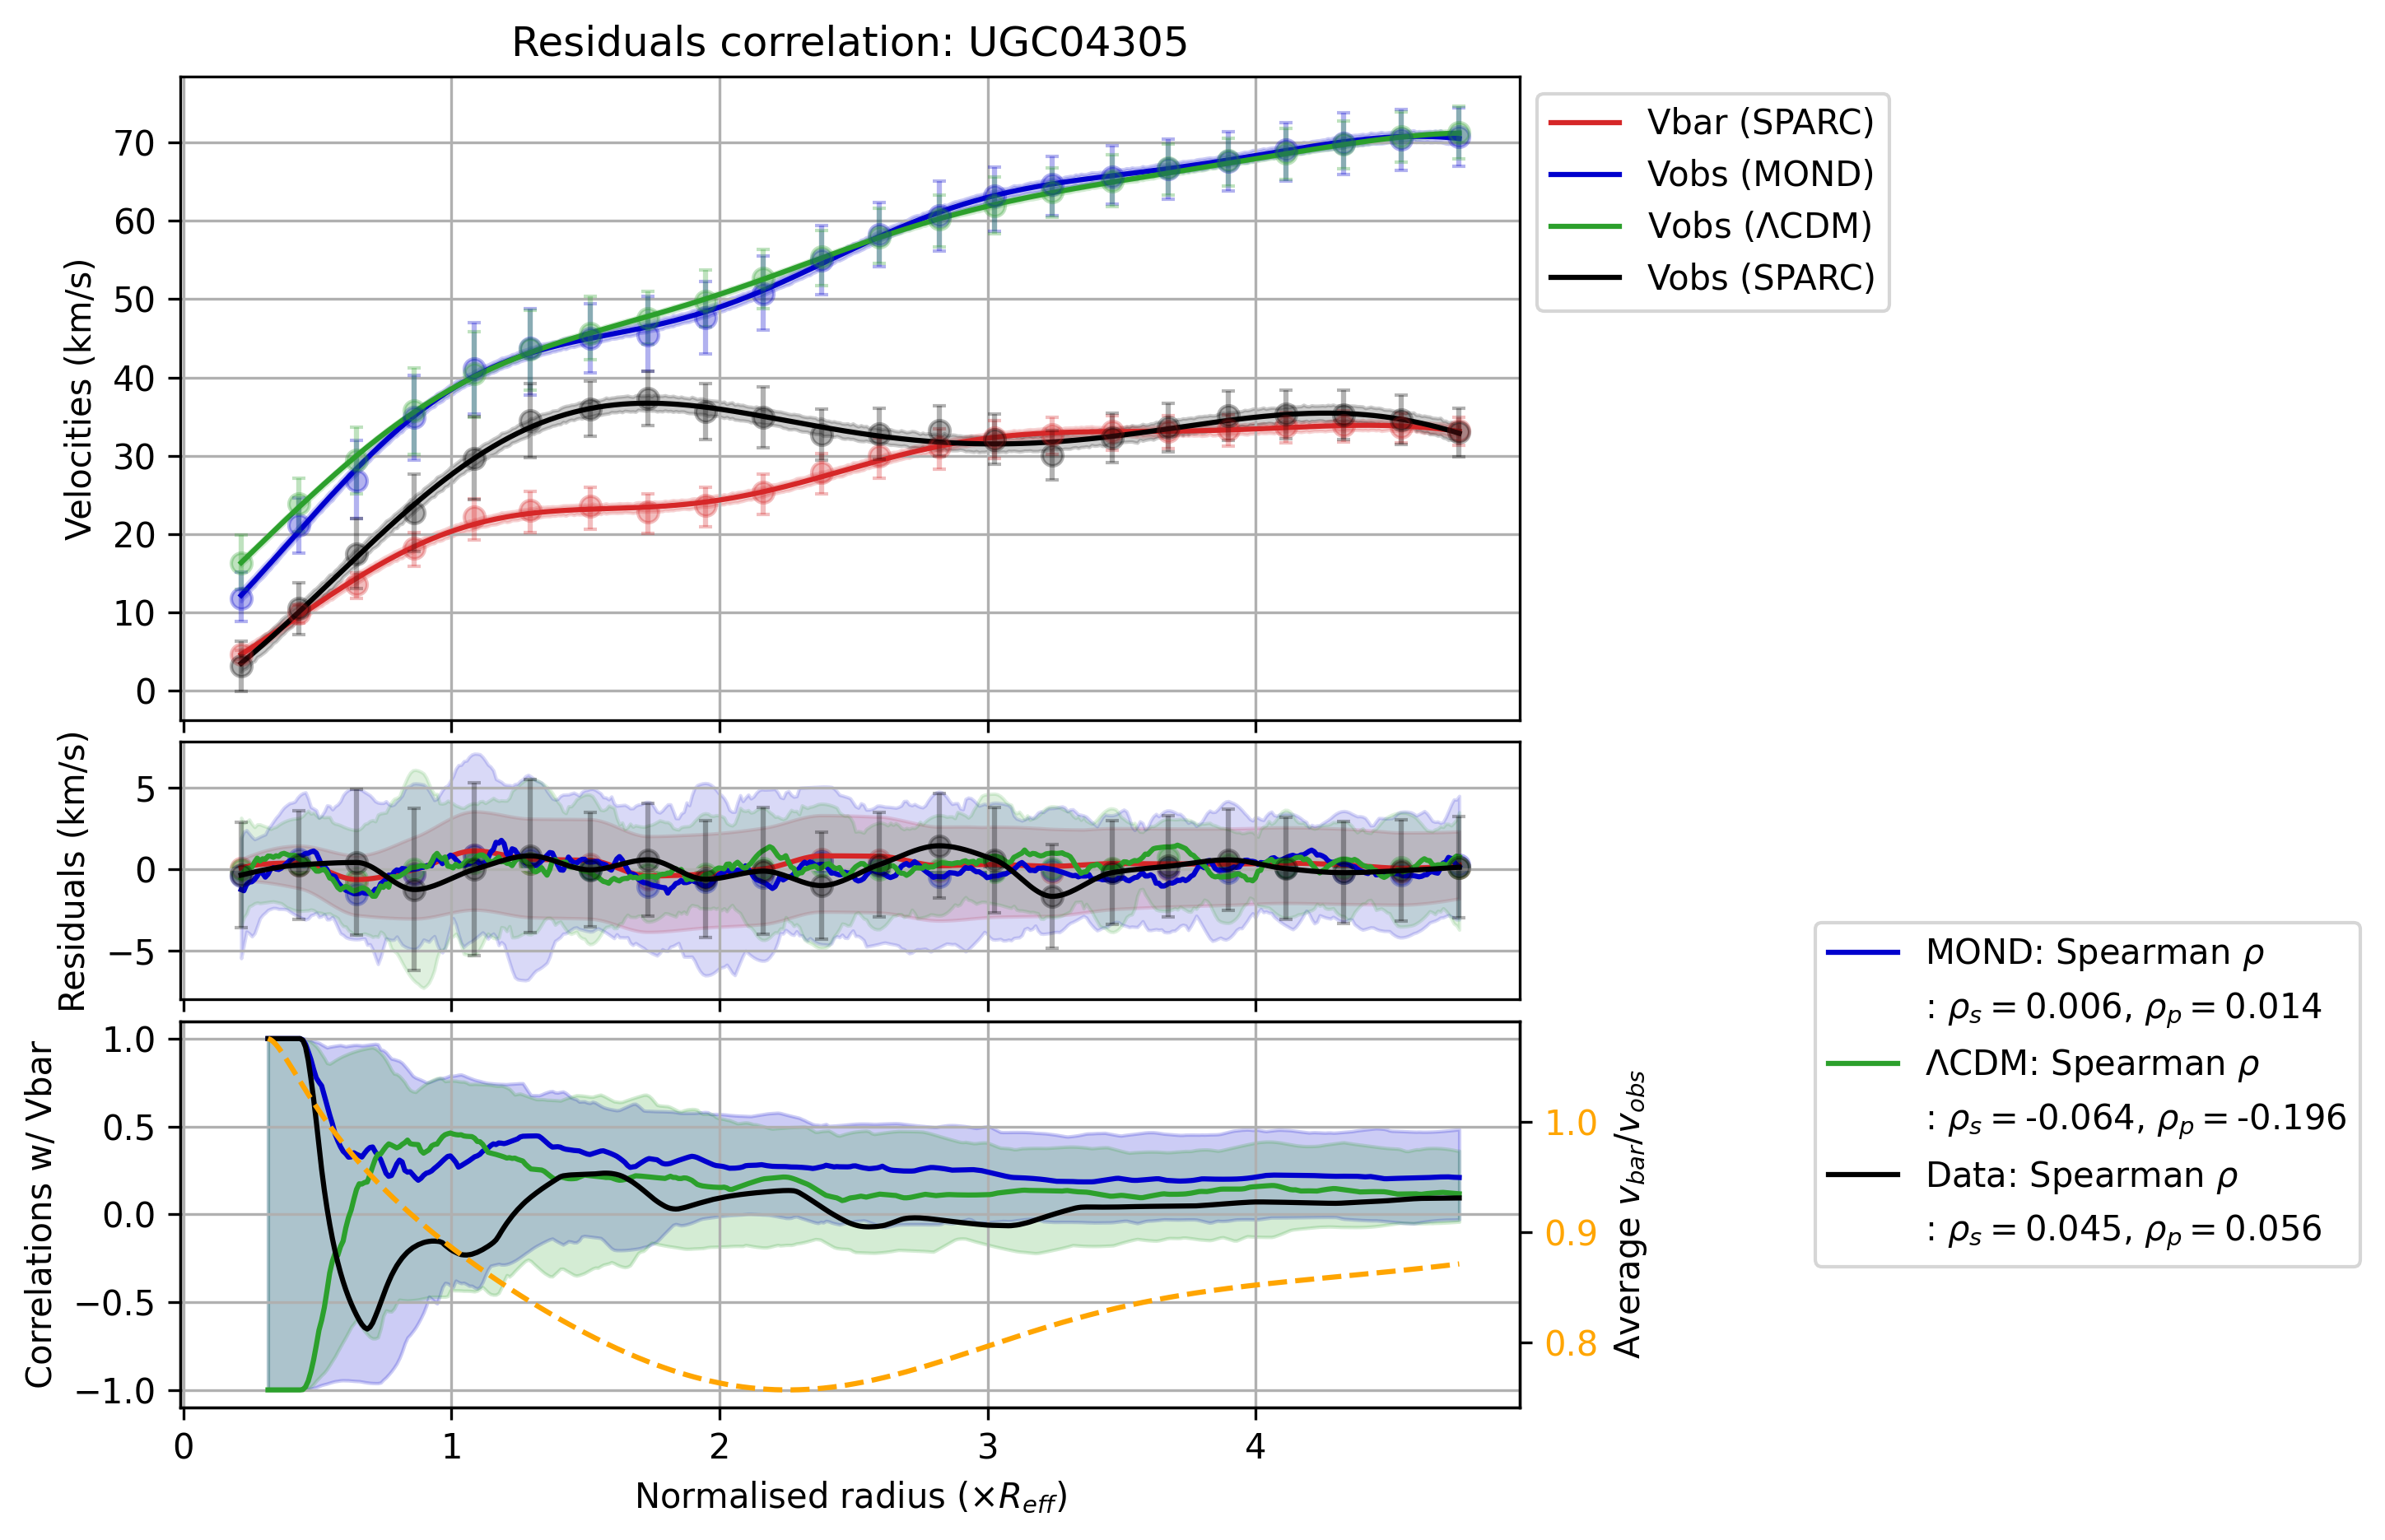 Residuals correlation: UGC04305
Velocities (km/s)
70
60
50
40
30
20
10
0
Vbar (SPARC)
Vobs (MOND)
Vobs (ΛCDM)
Vobs (SPARC)
Residuals (km/s)
5
0
−5
Correlations w/ Vbar
1.0
0.5
0.0
−0.5
−1.0
1.0
0.9
0.8
Average v_bar/v_obs
MOND: Spearman ρ
: ρ_s = 0.006, ρ_p = 0.014
ΛCDM: Spearman ρ
: ρ_s = -0.064, ρ_p = -0.196
Data: Spearman ρ
: ρ_s = 0.045, ρ_p = 0.056
0 1 2 3 4
Normalised radius (×R_eff)